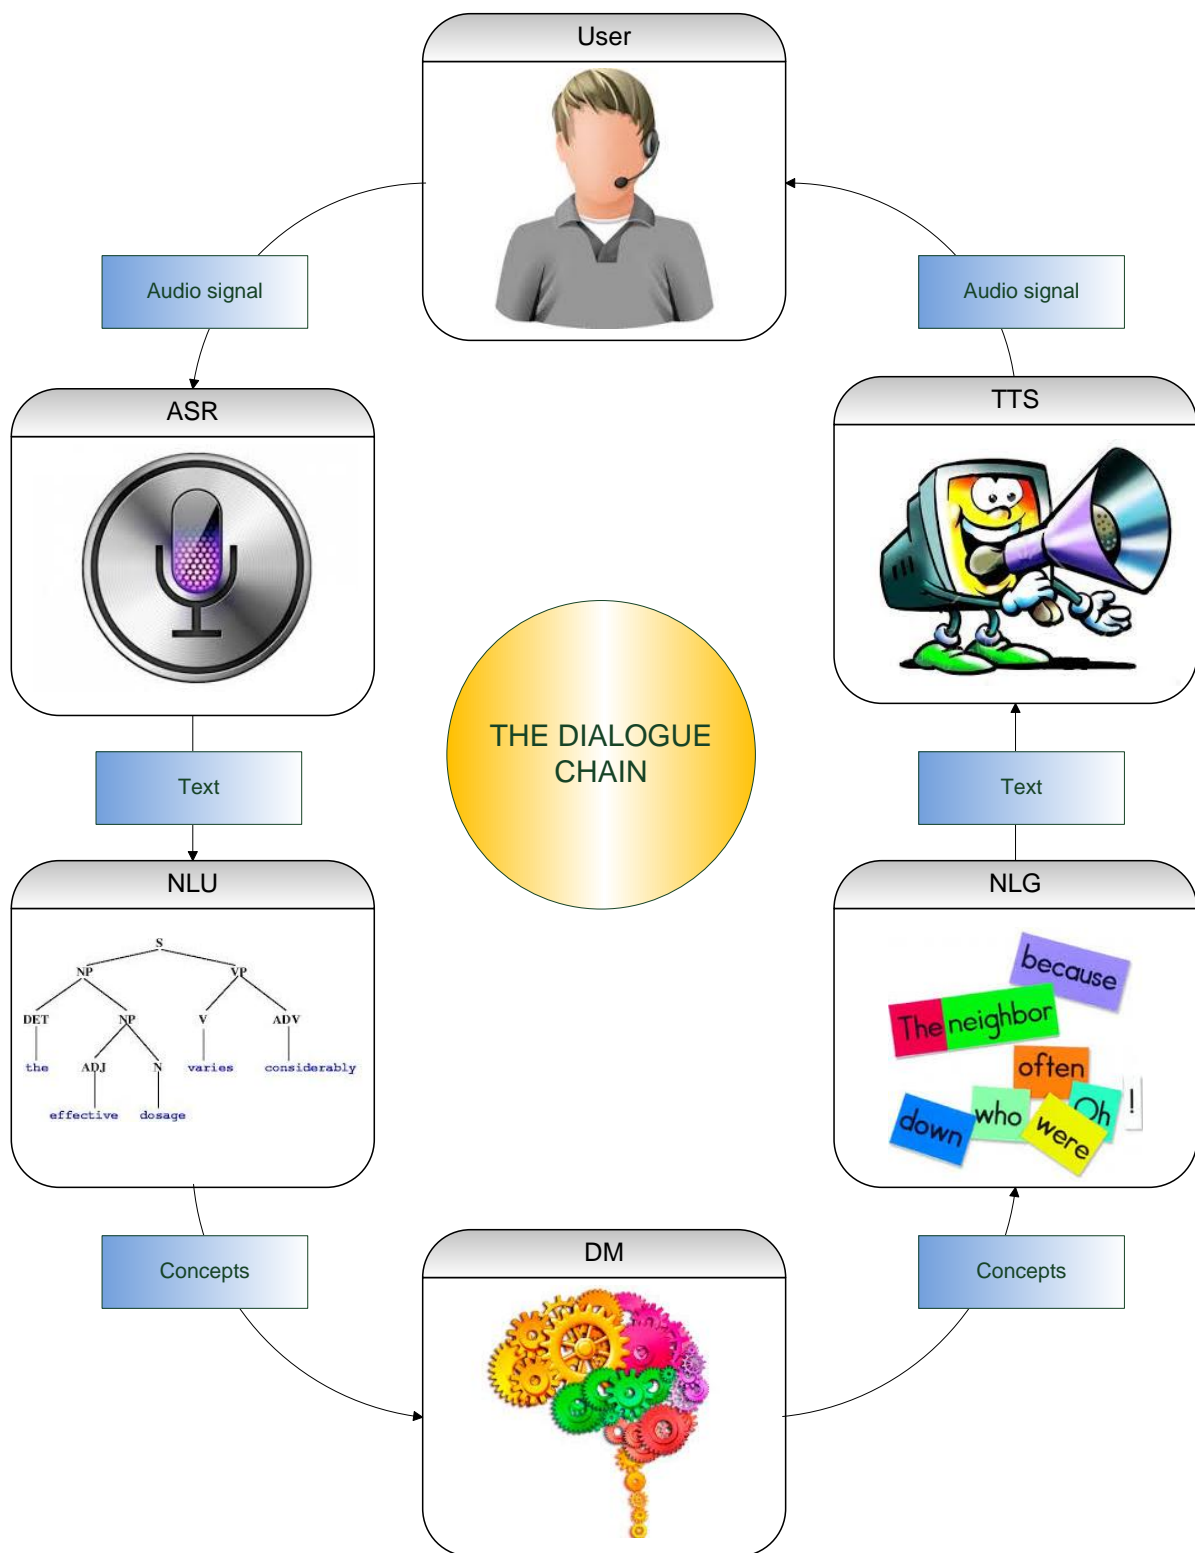 User
Audio signal
Audio signal
ASR
TTS
THE DIALOGUE
CHAIN
Text
Text
NLU
S
NP VP
DET NP V ADV
the ADJ N varies considerably
effective dosage
NLG
because
The neighbor
often
down who were Oh !
Concepts
Concepts
DM